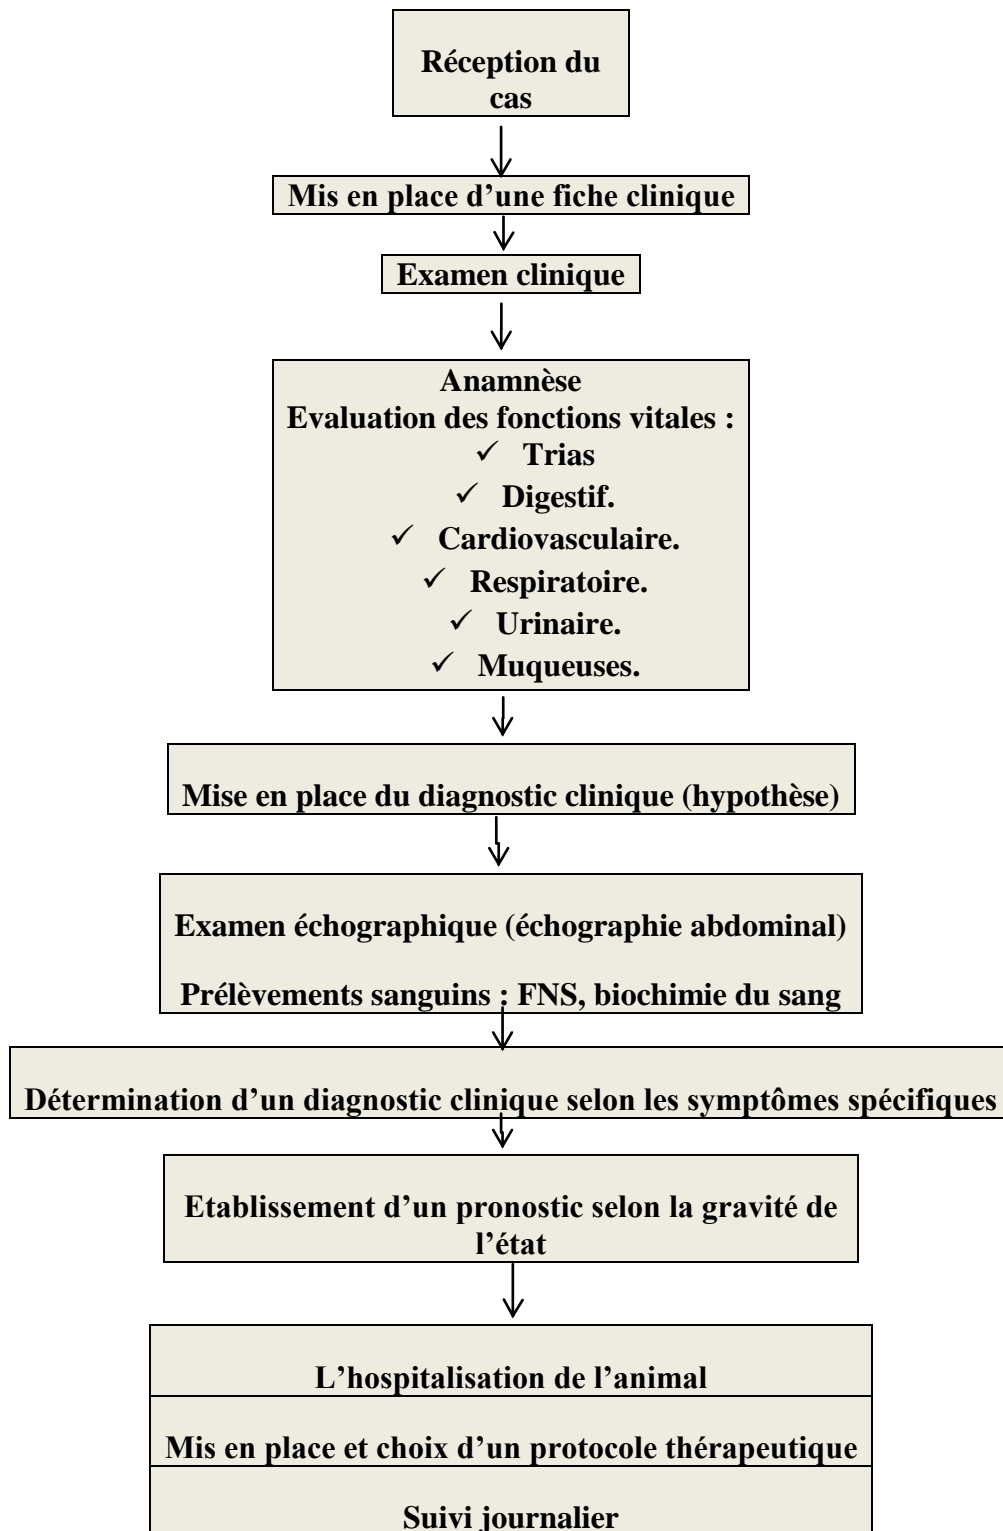 Réception du
cas
Mis en place d’une fiche clinique
Examen clinique
Anamnèse
Evaluation des fonctions vitales :
✓ Trias
✓ Digestif.
✓ Cardiovasculaire.
✓ Respiratoire.
✓ Urinaire.
✓ Muqueuses.
Mise en place du diagnostic clinique (hypothèse)
Examen échographique (échographie abdominal)
Prélèvements sanguins : FNS, biochimie du sang
Détermination d’un diagnostic clinique selon les symptômes spécifiques
Etablissement d’un pronostic selon la gravité de
l’état
L’hospitalisation de l’animal
Mis en place et choix d’un protocole thérapeutique
Suivi journalier